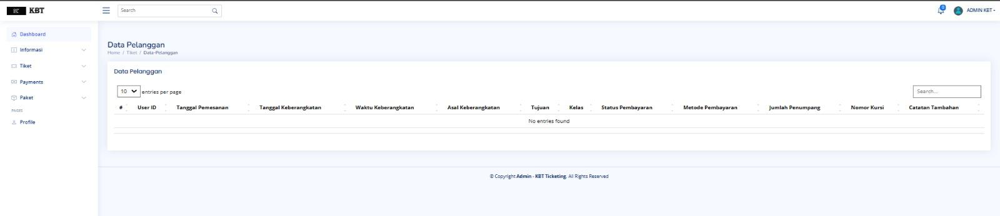 KBT
Search
0
ADMIN KBT
Dashboard
Informasi
Tiket
Payments
Paket
PAGES
Profile
Data Pelanggan
Home / Tiket / Data-Pelanggan
Data Pelanggan
10 entries per page
Search...
# User ID Tanggal Pemesanan Tanggal Keberangkatan Waktu Keberangkatan Asal Keberangkatan Tujuan Kelas Status Pembayaran Metode Pembayaran Jumlah Penumpang Nomor Kursi Catatan Tambahan
No entries found
© Copyright Admin - KBT Ticketing. All Rights Reserved